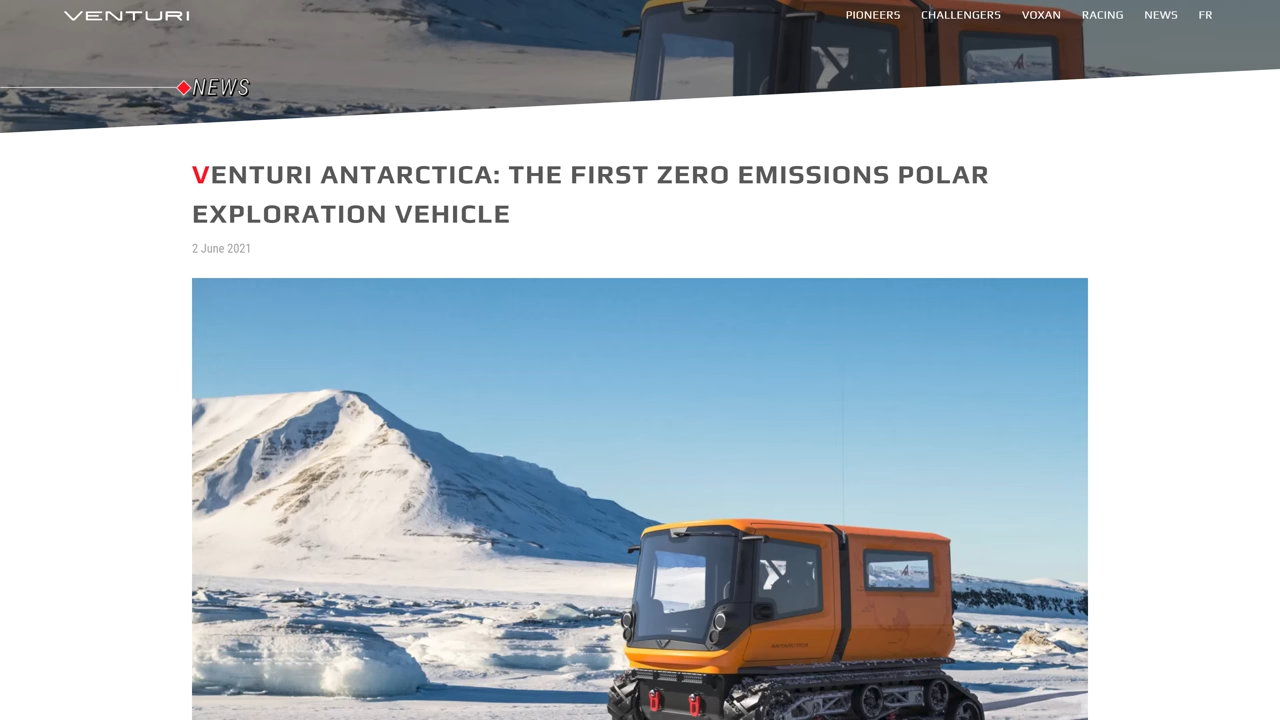 VENTURI
PIONEERS CHALLENGERS VOXAN RACING NEWS FR
NEWS
VENTURI ANTARCTICA: THE FIRST ZERO EMISSIONS POLAR
EXPLORATION VEHICLE
2 June 2021
ANTARCTICA